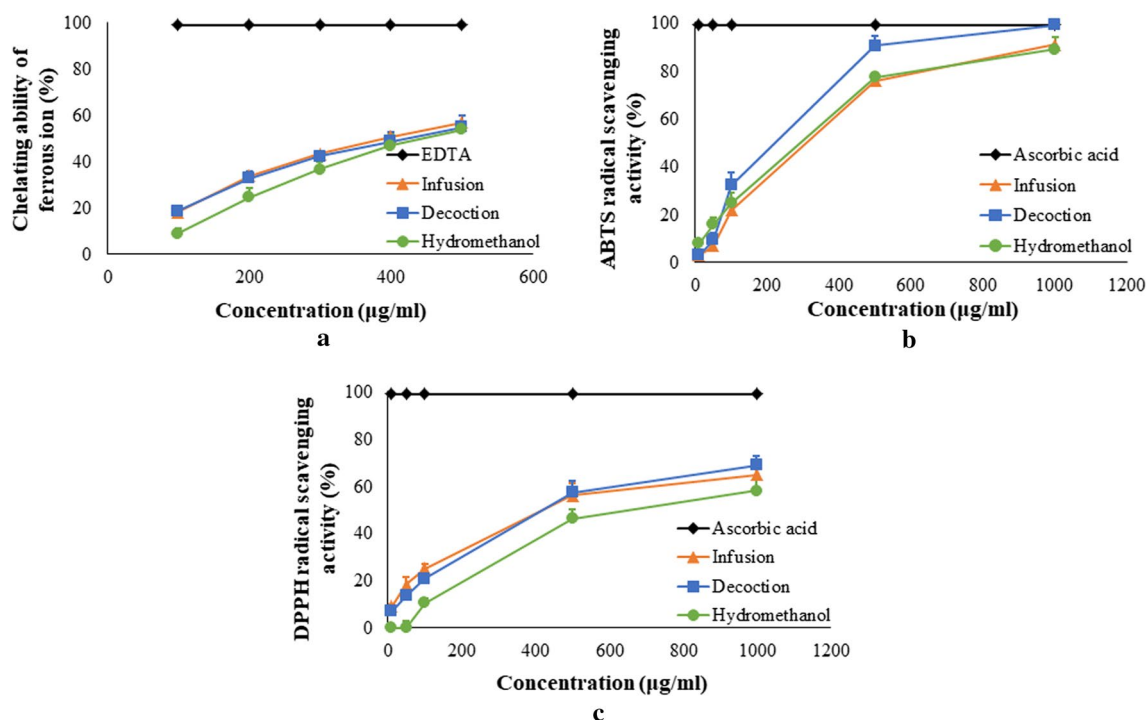 Chelating ability of
ferrous ion (%)
100
80
60
40
20
0
0 200 400 600
EDTA
Infusion
Decoction
Hydromethanol
Concentration (µg/ml)
a
ABTS radical scavenging
activity (%)
100
80
60
40
20
0
0 200 400 600 800 1000 1200
Ascorbic acid
Infusion
Decoction
Hydromethanol
Concentration (µg/ml)
b
DPPH radical scavenging
activity (%)
100
80
60
40
20
0
0 200 400 600 800 1000 1200
Ascorbic acid
Infusion
Decoction
Hydromethanol
Concentration (µg/ml)
c